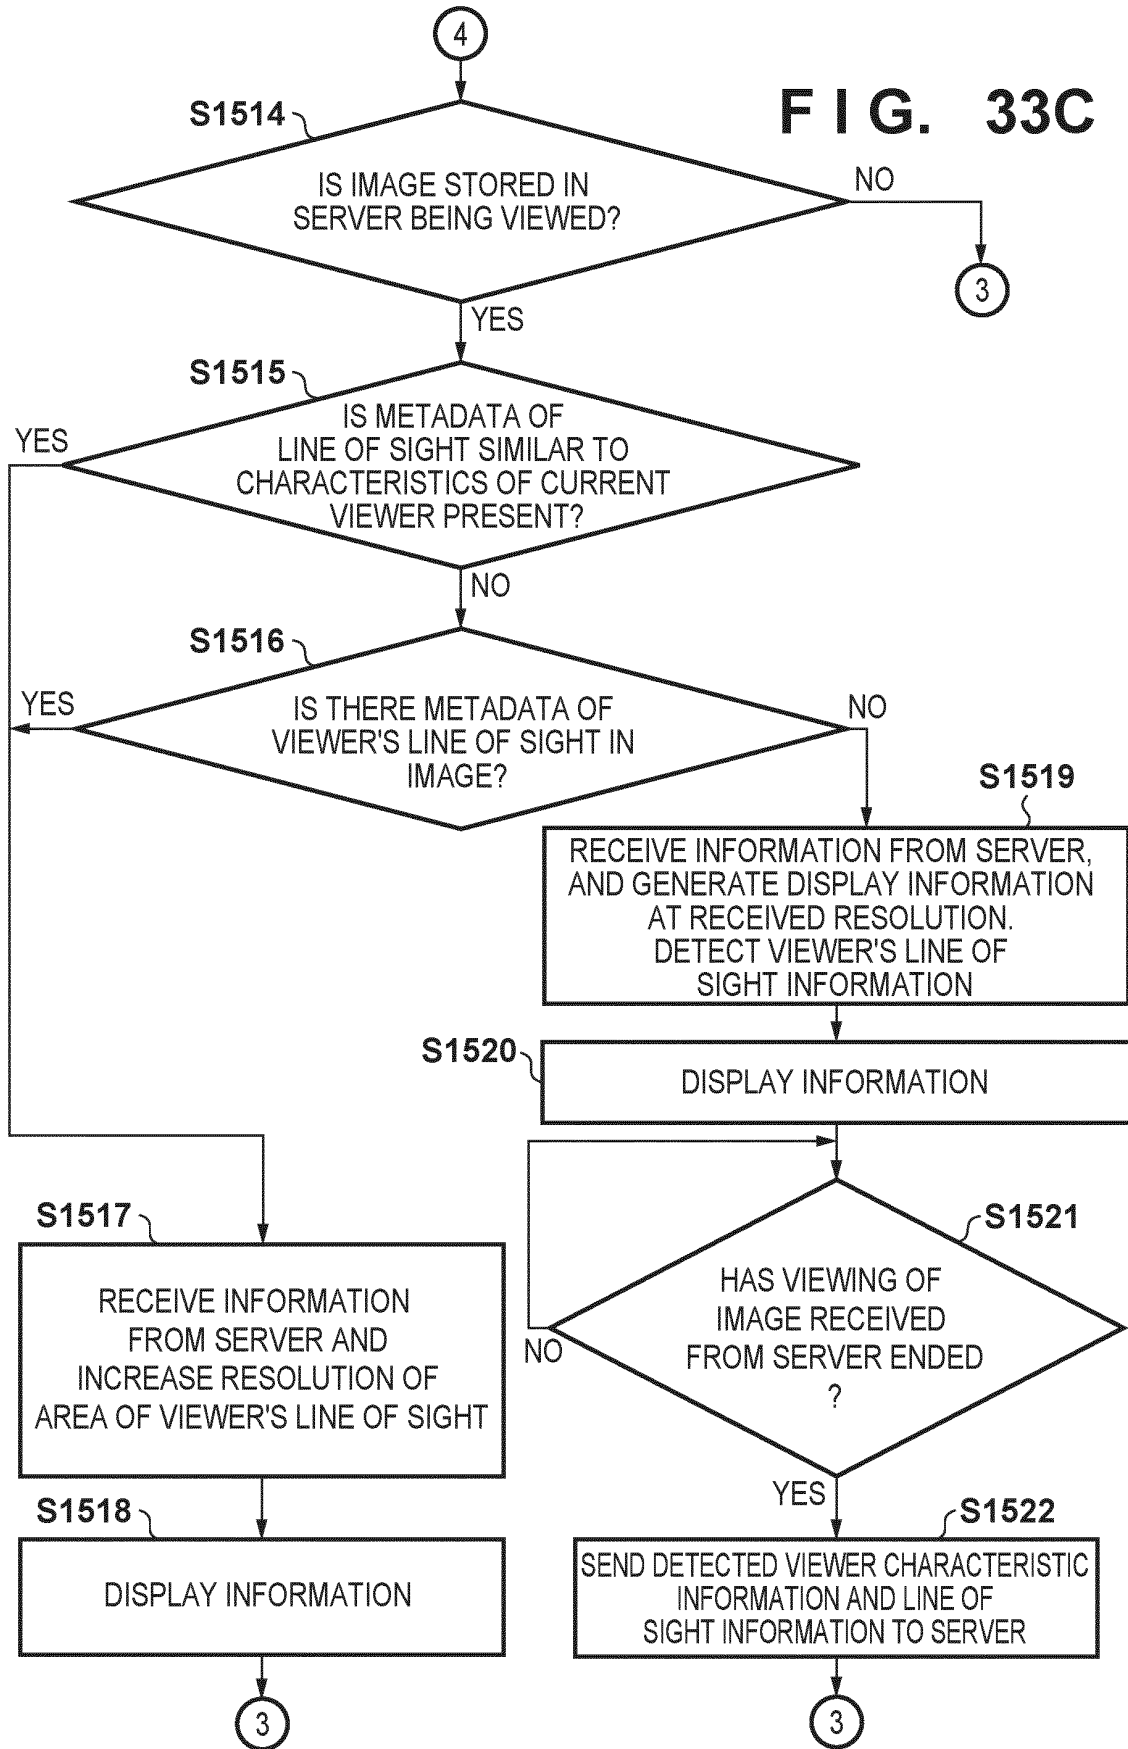 4
FIG. 33C
S1514
IS IMAGE STORED IN
SERVER BEING VIEWED?
NO
3
YES
S1515
IS METADATA OF
LINE OF SIGHT SIMILAR TO
CHARACTERISTICS OF CURRENT
VIEWER PRESENT?
YES
NO
S1516
IS THERE METADATA OF
VIEWER'S LINE OF SIGHT IN
IMAGE?
YES
NO
S1519
RECEIVE INFORMATION FROM SERVER,
AND GENERATE DISPLAY INFORMATION
AT RECEIVED RESOLUTION.
DETECT VIEWER'S LINE OF
SIGHT INFORMATION
S1520
DISPLAY INFORMATION
S1517
RECEIVE INFORMATION
FROM SERVER AND
INCREASE RESOLUTION OF
AREA OF VIEWER'S LINE OF SIGHT
S1521
HAS VIEWING OF
IMAGE RECEIVED
FROM SERVER ENDED
?
NO
YES
S1518
DISPLAY INFORMATION
3
S1522
SEND DETECTED VIEWER CHARACTERISTIC
INFORMATION AND LINE OF
SIGHT INFORMATION TO SERVER
3